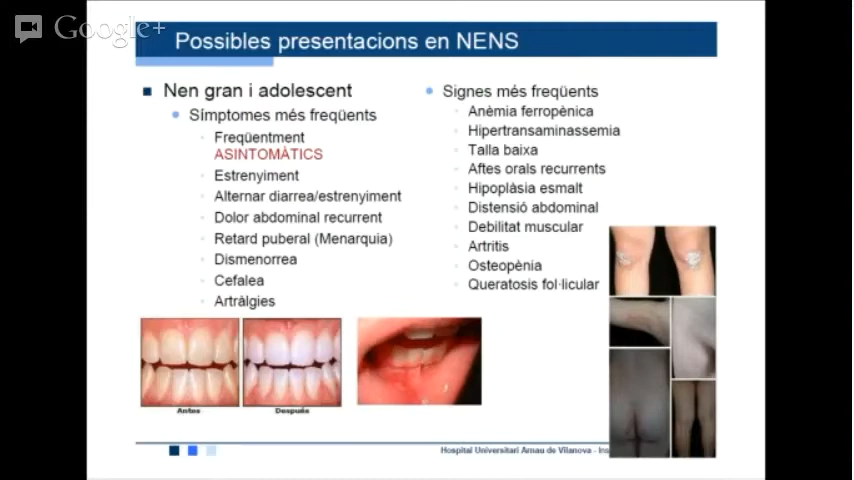 Google+
Possibles presentacions en NENS
Nen gran i adolescent
Símptomes més freqüents
Freqüentment
ASINTOMÀTICS
Estrenyiment
Alternar diarrea/estrenyiment
Dolor abdominal recurrent
Retard puberal (Menarquia)
Dismenorrea
Cefalea
Artràlgies
Signes més freqüents
Anèmia ferropènica
Hipertransaminassemia
Talla baixa
Aftes orals recurrents
Hipoplàsia esmalt
Distensió abdominal
Debilitat muscular
Artritis
Osteopènia
Queratosis fol·licular
Antes
Después
Hospital Universitari Arnau de Vilanova - Ins